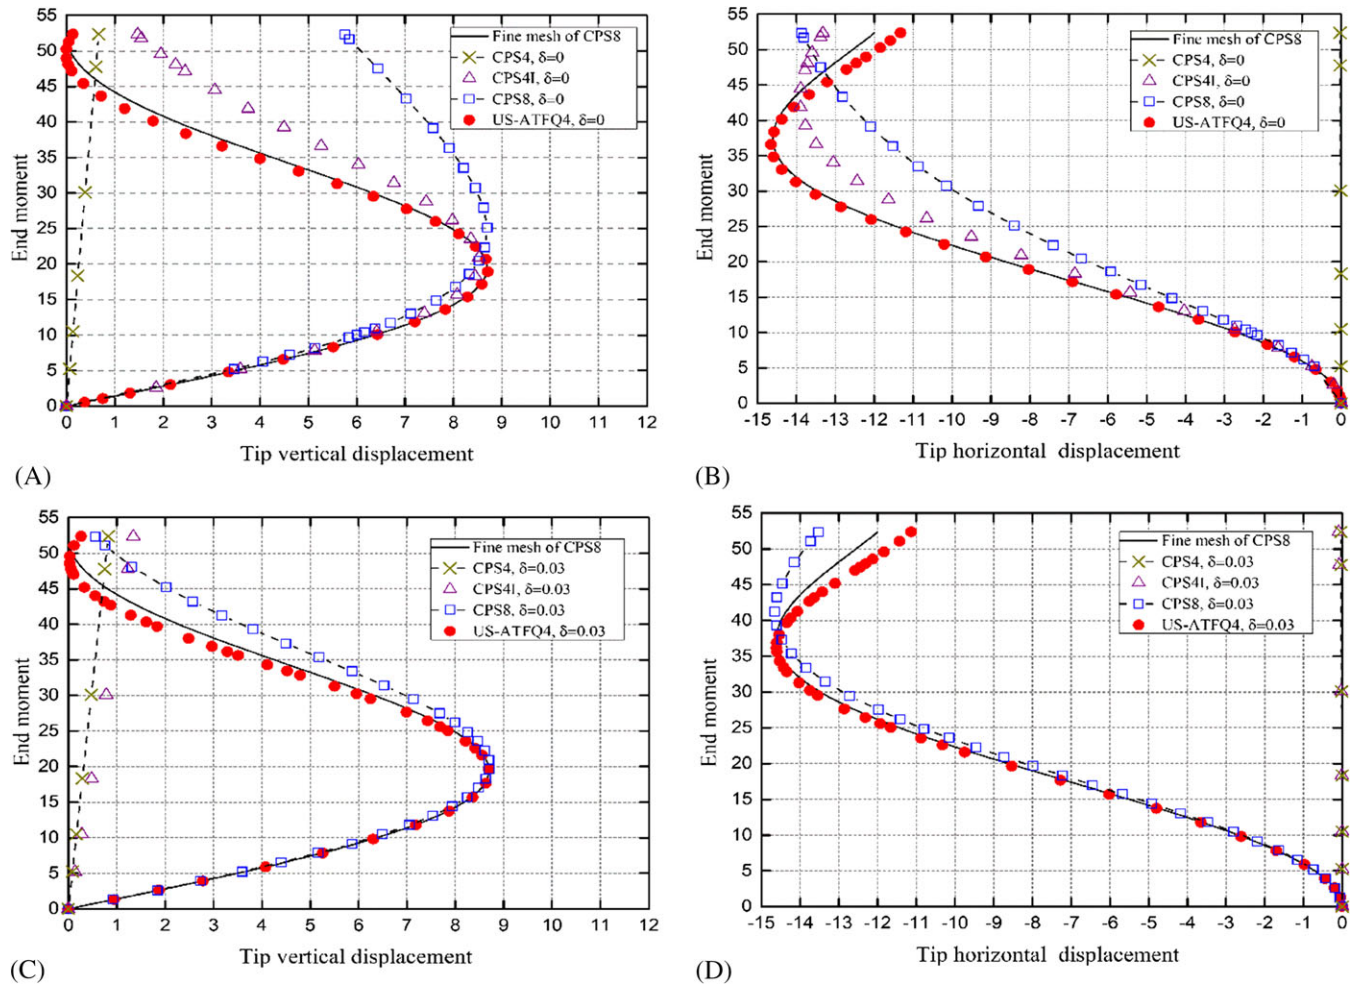 55
50
45
40
35
30
25
20
15
10
5
0
End moment
Fine mesh of CPS8
CPS4, δ=0
CPS4I, δ=0
CPS8, δ=0
US-ATFQ4, δ=0
0 1 2 3 4 5 6 7 8 9 10 11 12
Tip vertical displacement
(A)
55
50
45
40
35
30
25
20
15
10
5
0
End moment
Fine mesh of CPS8
CPS4, δ=0
CPS4I, δ=0
CPS8, δ=0
US-ATFQ4, δ=0
-15 -14 -13 -12 -11 -10 -9 -8 -7 -6 -5 -4 -3 -2 -1 0
Tip horizontal displacement
(B)
55
50
45
40
35
30
25
20
15
10
5
0
End moment
Fine mesh of CPS8
CPS4, δ=0.03
CPS4I, δ=0.03
CPS8, δ=0.03
US-ATFQ4, δ=0.03
0 1 2 3 4 5 6 7 8 9 10 11 12
Tip vertical displacement
(C)
55
50
45
40
35
30
25
20
15
10
5
0
End moment
Fine mesh of CPS8
CPS4, δ=0.03
CPS4I, δ=0.03
CPS8, δ=0.03
US-ATFQ4, δ=0.03
-15 -14 -13 -12 -11 -10 -9 -8 -7 -6 -5 -4 -3 -2 -1 0
Tip horizontal displacement
(D)